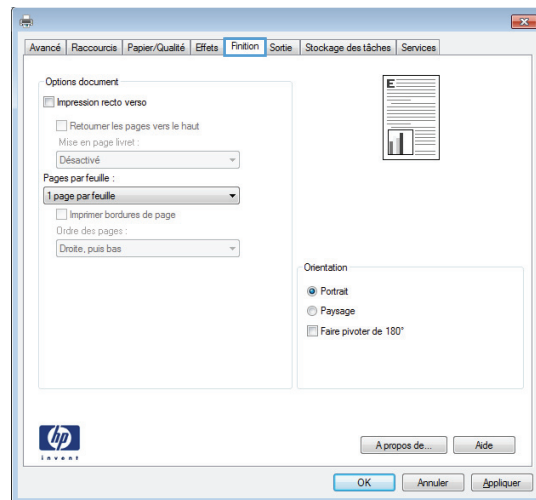 Avancé Raccourcis Papier/Qualité Effets Finition Sortie Stockage des tâches Services
Options document
Impression recto verso
Retourner les pages vers le haut
Mise en page livret :
Désactivé
Pages par feuille :
1 page par feuille
Imprimer bordures de page
Ordre des pages :
Droite, puis bas
E
Orientation
Portrait
Paysage
Faire pivoter de 180°
hp
invent
A propos de... Aide
OK Annuler Appliquer